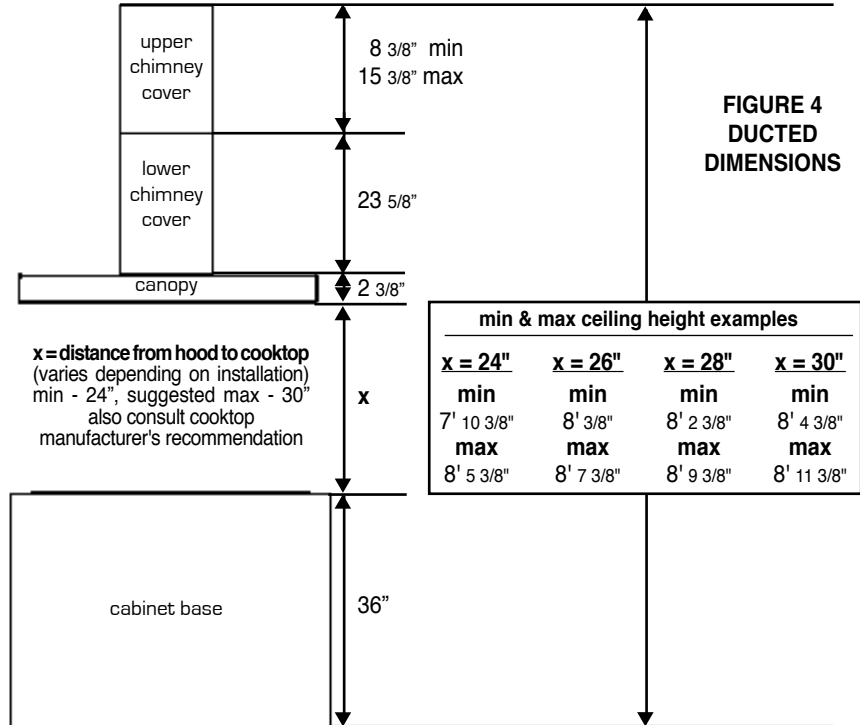 upper
chimney
cover
8 3/8” min
15 3/8” max
FIGURE 4
DUCTED
DIMENSIONS
lower
chimney
cover
23 5/8”
canopy
2 3/8”
x = distance from hood to cooktop
(varies depending on installation)
min - 24”, suggested max - 30”
also consult cooktop
manufacturer's recommendation
x
min & max ceiling height examples
x = 24" x = 26" x = 28" x = 30"
min min min min
7' 10 3/8" 8' 3/8" 8' 2 3/8" 8' 4 3/8"
max max max max
8' 5 3/8" 8' 7 3/8" 8' 9 3/8" 8' 11 3/8"
cabinet base
36”